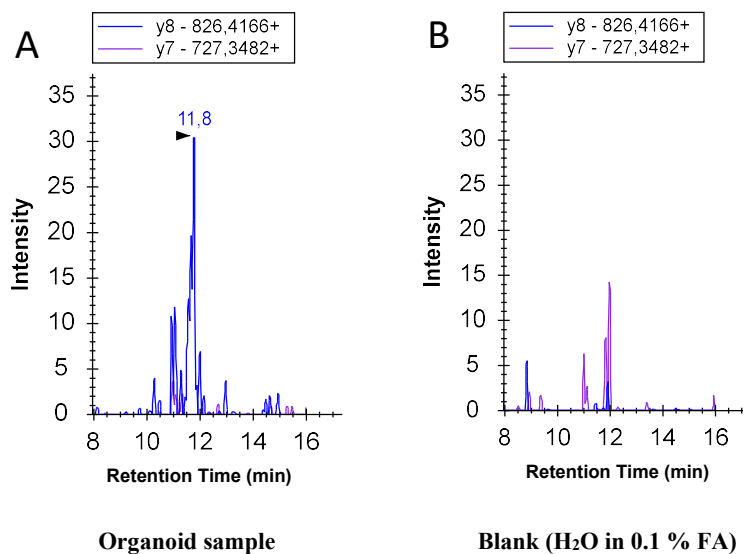 A
y8 - 826,4166+
y7 - 727,3482+
35
30
25
20
15
10
5
0
Intensity
11,8
8 10 12 14 16
Retention Time (min)
Organoid sample
B
y8 - 826,4166+
y7 - 727,3482+
35
30
25
20
15
10
5
0
Intensity
8 10 12 14 16
Retention Time (min)
Blank (H₂O in 0.1 % FA)